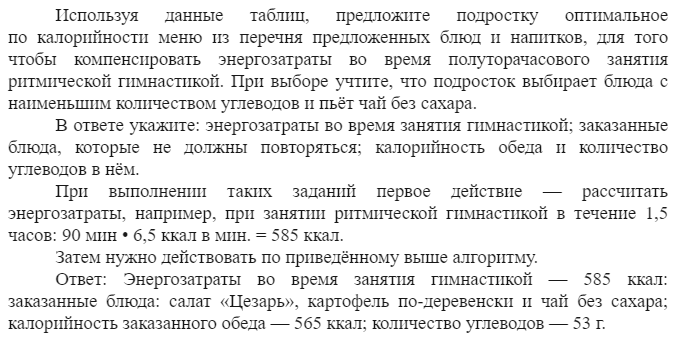 Используя данные таблиц, предложите подростку оптимальное
по калорийности меню из перечня предложенных блюд и напитков, для того
чтобы компенсировать энергозатраты во время полуторачасового занятия
ритмической гимнастикой. При выборе учтите, что подросток выбирает блюда с
наименьшим количеством углеводов и пьёт чай без сахара.
В ответе укажите: энергозатраты во время занятия гимнастикой; заказанные
блюда, которые не должны повторяться; калорийность обеда и количество
углеводов в нём.
При выполнении таких заданий первое действие — рассчитать
энергозатраты, например, при занятии ритмической гимнастикой в течение 1,5
часов: 90 мин • 6,5 ккал в мин. = 585 ккал.
Затем нужно действовать по приведённому выше алгоритму.
Ответ: Энергозатраты во время занятия гимнастикой — 585 ккал:
заказанные блюда: салат «Цезарь», картофель по-деревенски и чай без сахара;
калорийность заказанного обеда — 565 ккал; количество углеводов — 53 г.